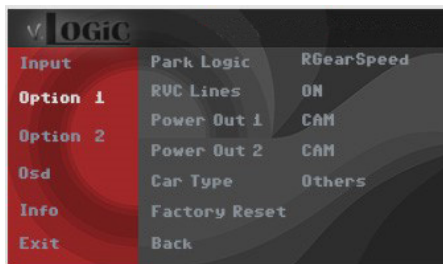 v.LOGiC
Input
Option 1
Option 2
Osd
Info
Exit
Park Logic RGearSpeed
RVC Lines ON
Power Out 1 CAM
Power Out 2 CAM
Car Type Others
Factory Reset
Back